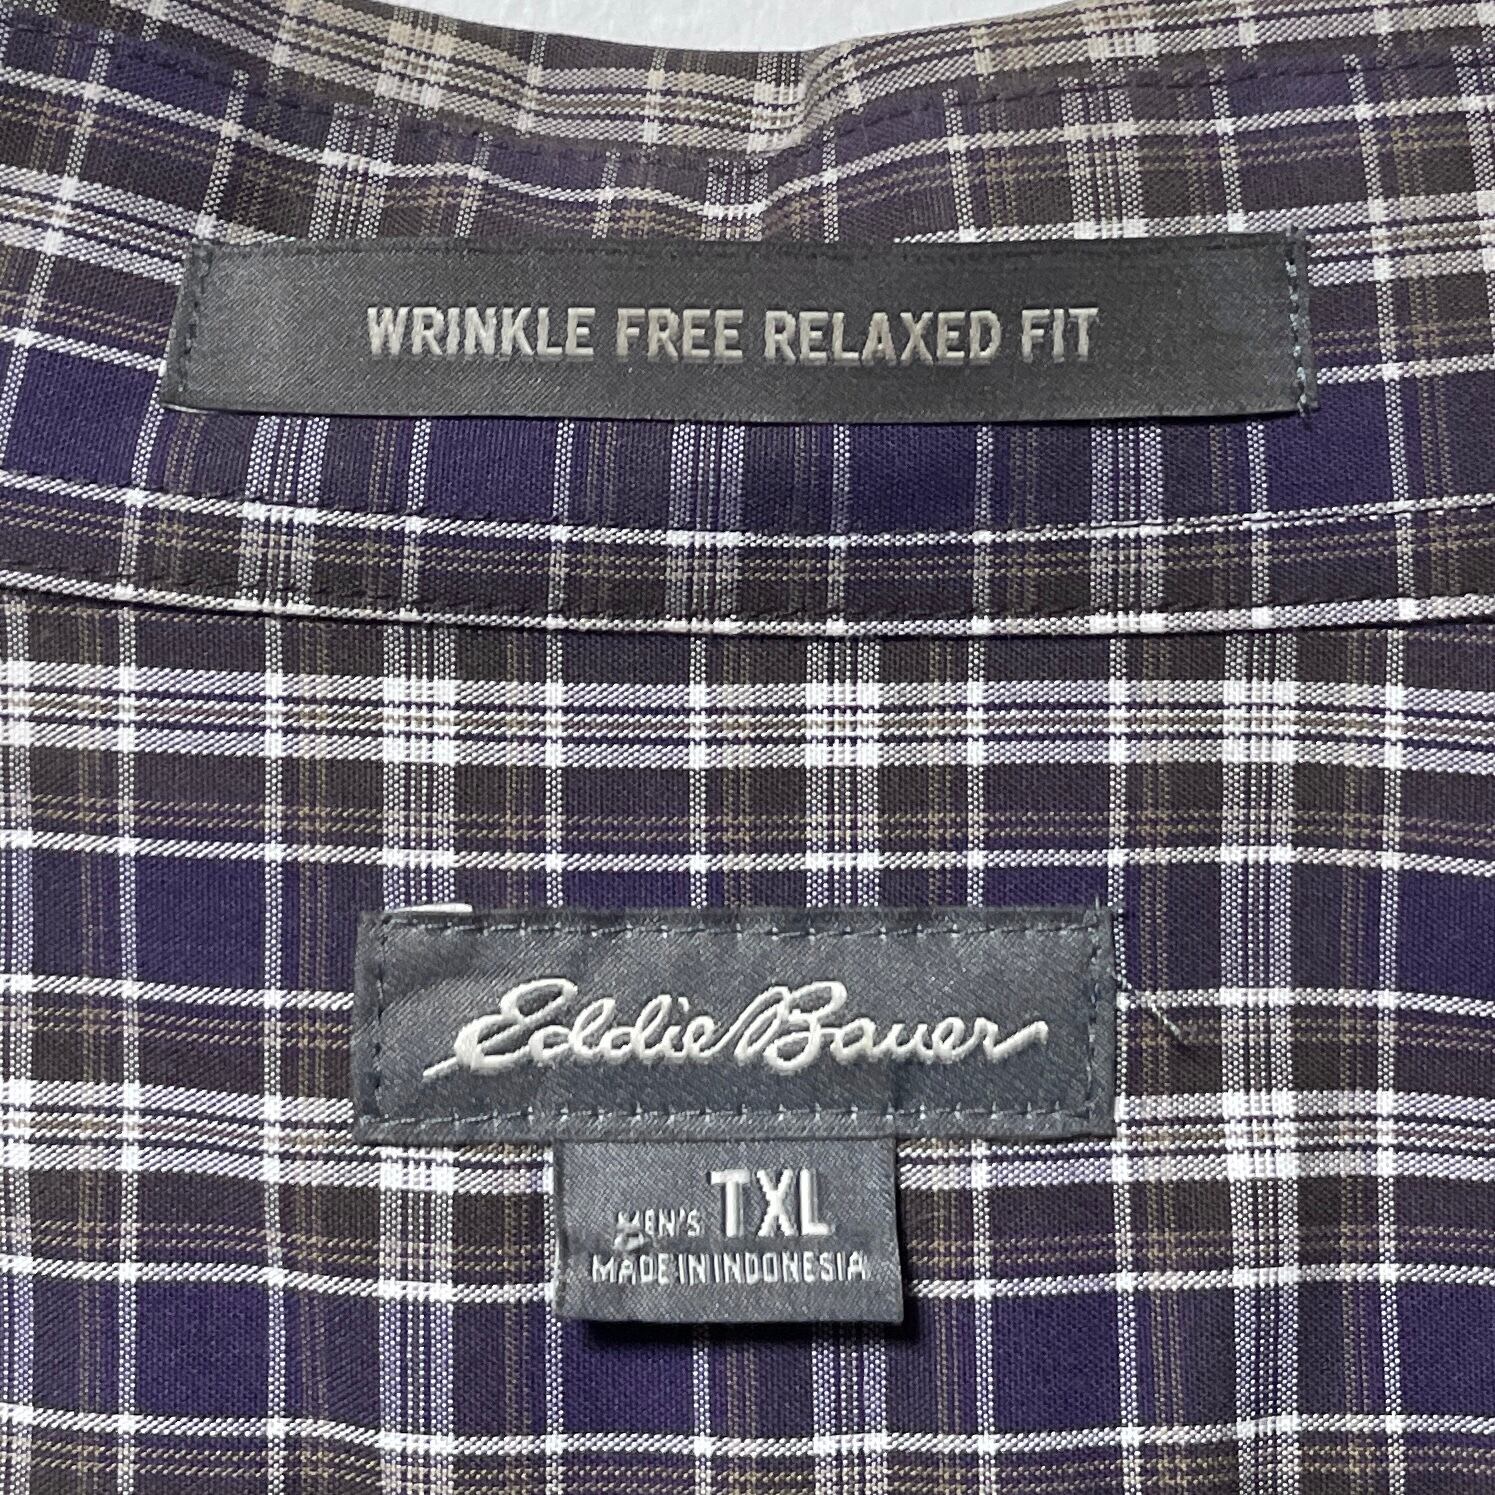 WRINKLE FREE RELAXED FIT
Eddie Bauer
MEN'S TXL
MADE IN INDONESIA